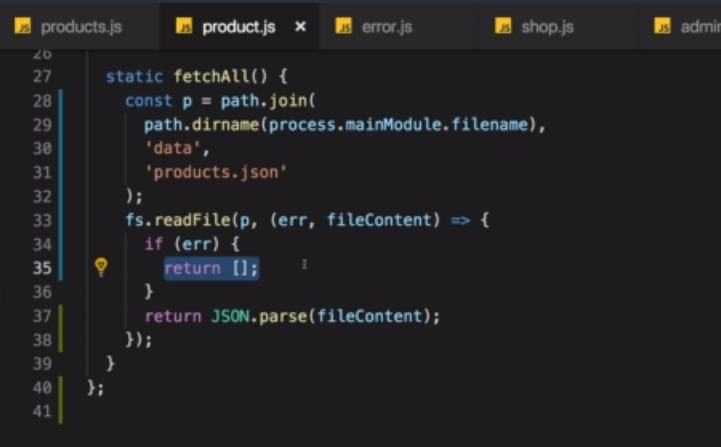 JS products.js JS product.js × JS error.js JS shop.js JS admin
26
27 static fetchAll() {
28 const p = path.join(
29 path.dirname(process.mainModule.filename),
30 'data',
31 'products.json'
32 );
33 fs.readFile(p, (err, fileContent) => {
34 if (err) {
35 return [];
36 }
37 return JSON.parse(fileContent);
38 });
39 }
40 };
41